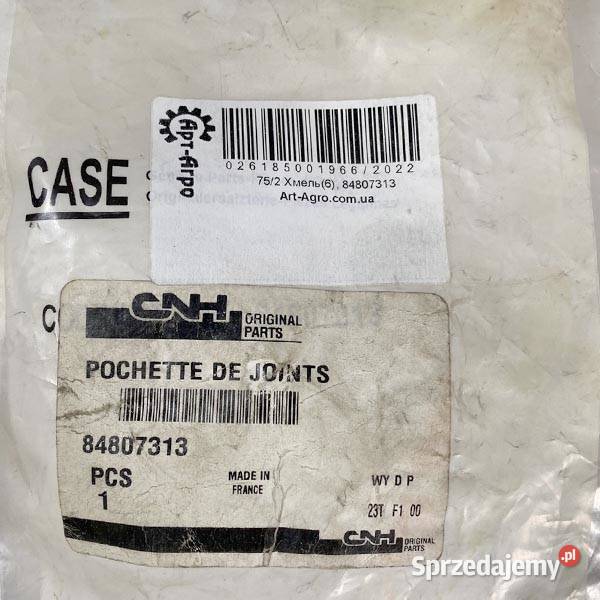 Арт-Агро
026185001966/2022
75/2 Хмель(6), 84807313
Art-Agro.com.ua
CASE
CNH ORIGINAL PARTS
POCHETTE DE JOINTS
84807313
PCS
1
MADE IN
FRANCE
WY D P
23T F1 00
CNH ORIGINAL PARTS
Sprzedajemy.pl